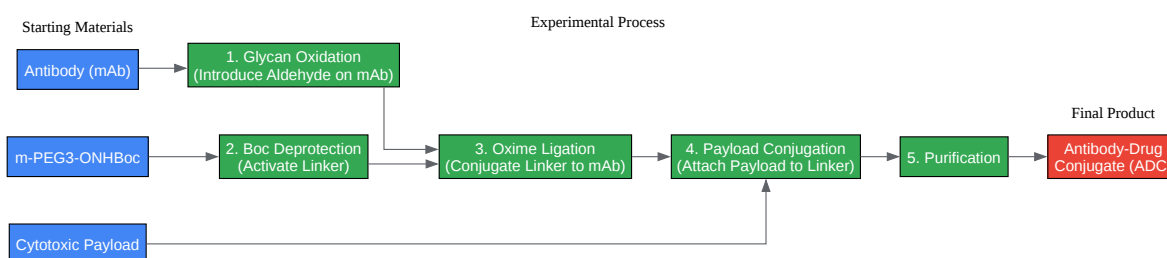 Starting Materials
Experimental Process
Antibody (mAb)
1. Glycan Oxidation
(Introduce Aldehyde on mAb)
Final Product
m-PEG3-ONHBoc
2. Boc Deprotection
(Activate Linker)
3. Oxime Ligation
(Conjugate Linker to mAb)
4. Payload Conjugation
(Attach Payload to Linker)
5. Purification
Antibody-Drug
Conjugate (ADC
Cytotoxic Payload